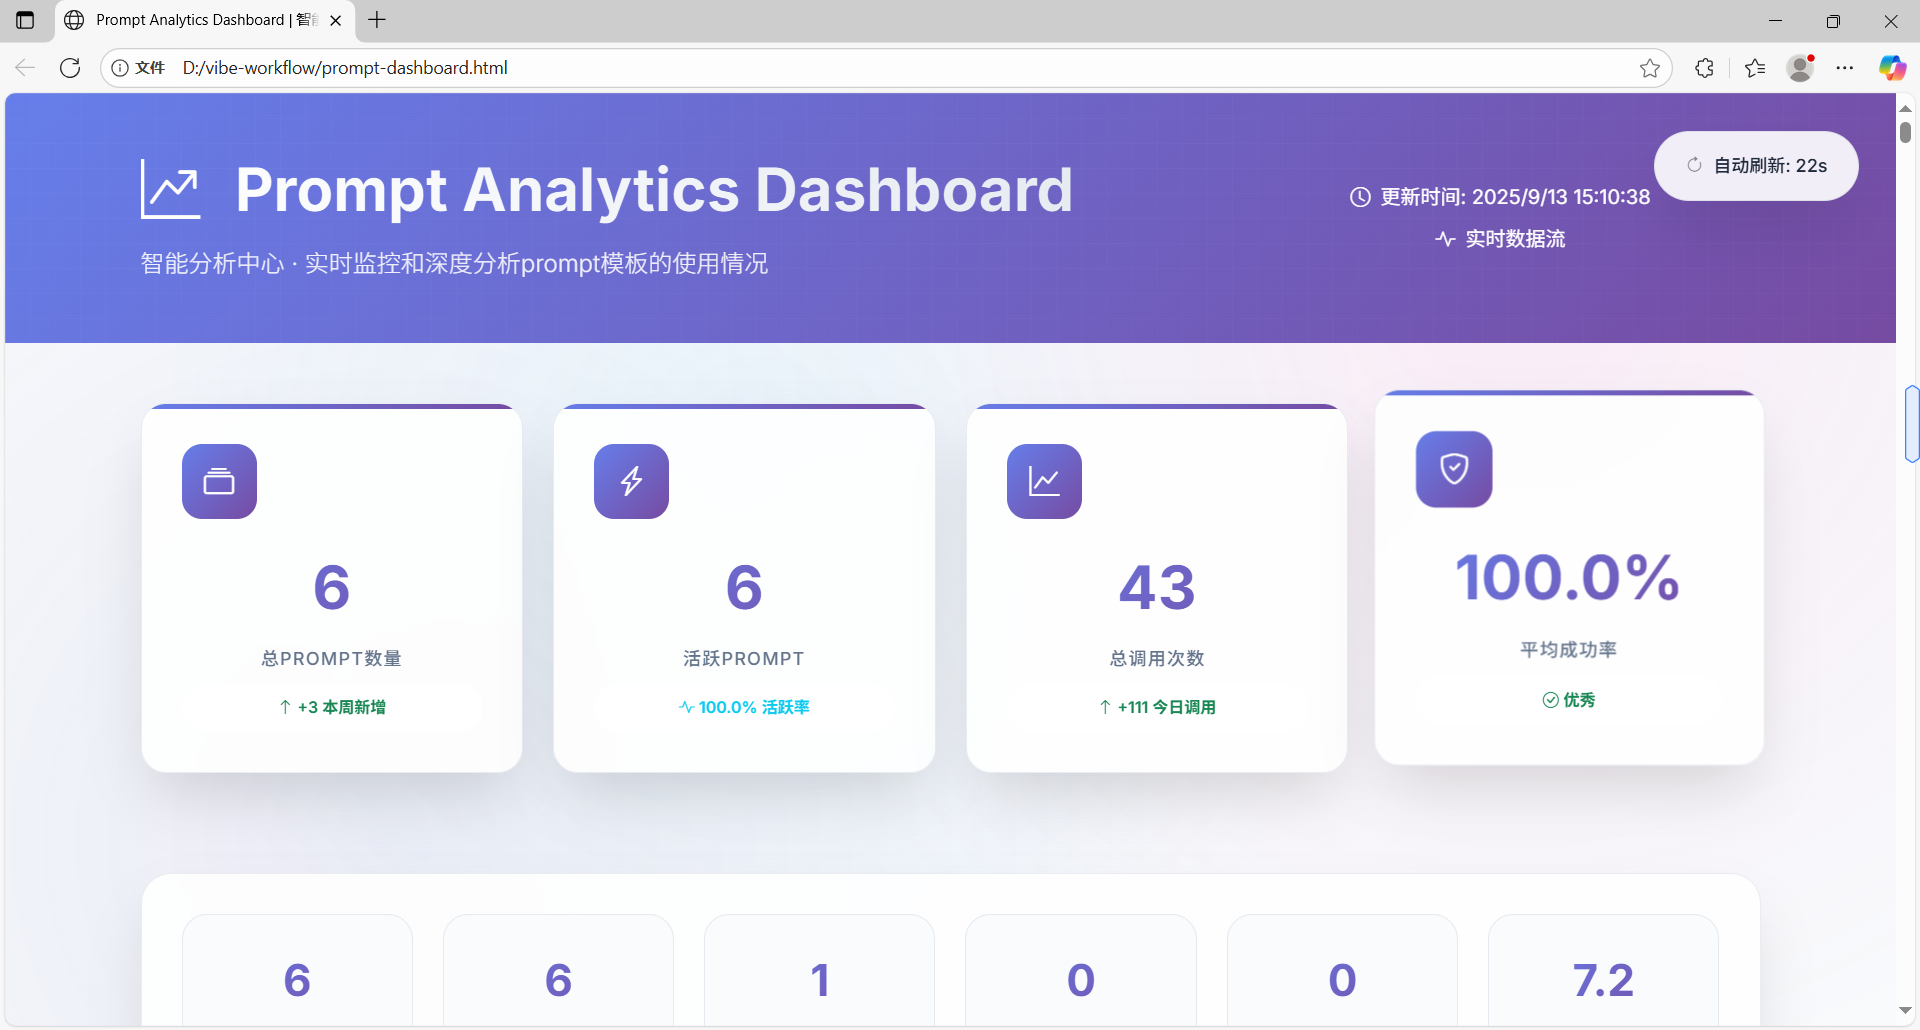 Prompt Analytics Dashboard | 智
文件
D:/vibe-workflow/prompt-dashboard.html
Prompt Analytics Dashboard
智能分析中心 · 实时监控和深度分析prompt模板的使用情况
更新时间: 2025/9/13 15:10:38
实时数据流
自动刷新: 22s
6
总PROMPT数量
↑ +3 本周新增
6
活跃PROMPT
100.0% 活跃率
43
总调用次数
↑ +111 今日调用
100.0%
平均成功率
优秀
6
6
1
0
0
7.2